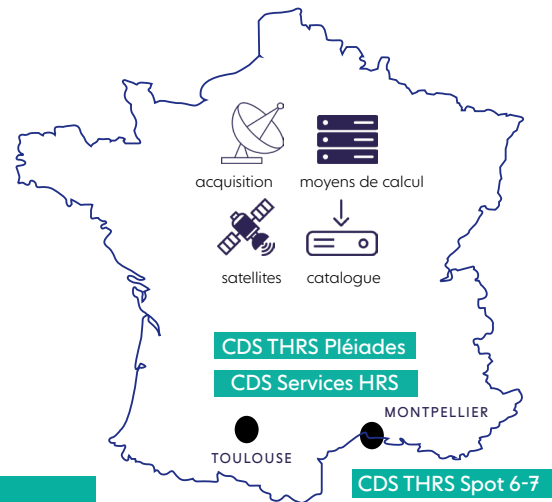 acquisition
moyens de calcul
satellites
catalogue
CDS THRS Pléiades
CDS Services HRS
MONTPELLIER
TOULOUSE
CDS THRS Spot 6-7